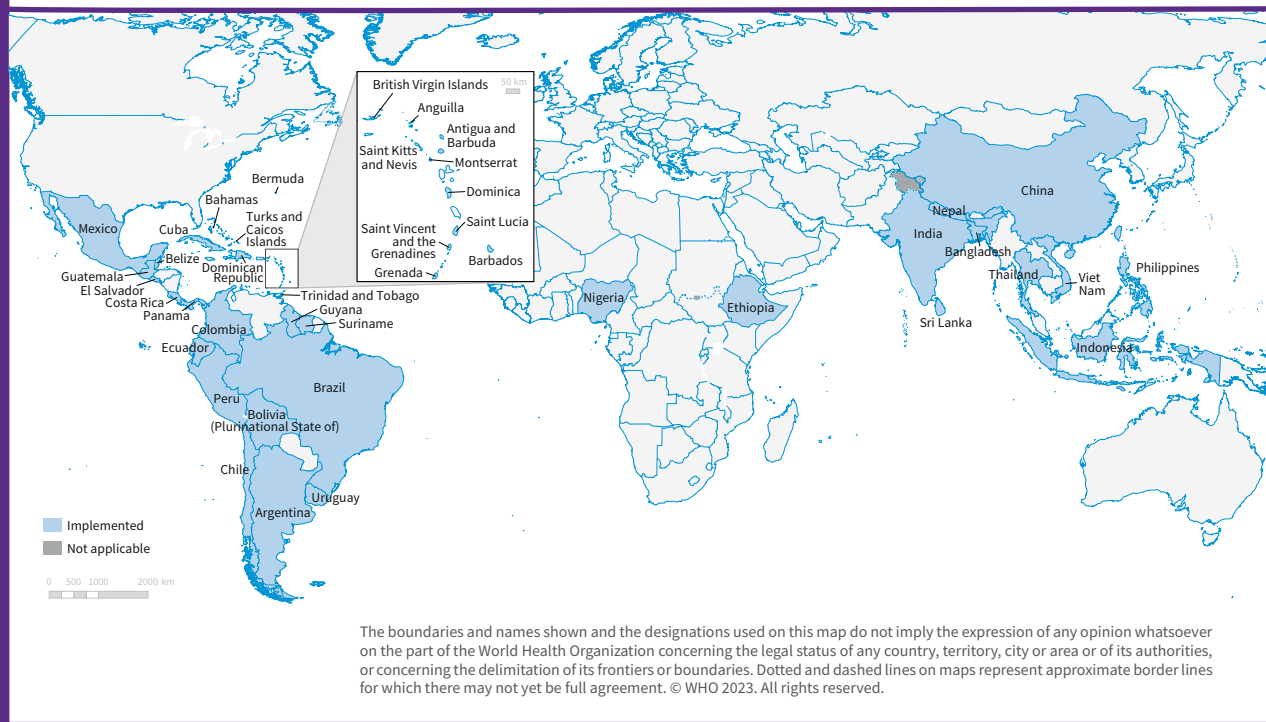 British Virgin Islands
50 km
Anguilla
Antigua and
Barbuda
Saint Kitts
and Nevis
Montserrat
Dominica
Saint Lucia
Saint Vincent
and the
Grenadines
Barbados
Grenada
Bermuda
Bahamas
Turks and
Caicos
Islands
Cuba
Mexico
Belize
Dominican
Republic
Guatemala
El Salvador
Costa Rica
Panama
Trinidad and Tobago
Guyana
Suriname
Colombia
Ecuador
Brazil
Peru
Bolivia
(Plurinational State of)
Chile
Uruguay
Argentina
Nigeria
Ethiopia
China
Nepal
India
Bangladesh
Thailand
Viet
Nam
Philippines
Sri Lanka
Indonesia
Implemented
Not applicable
0 500 1000 2000 km
The boundaries and names shown and the designations used on this map do not imply the expression of any opinion whatsoever
on the part of the World Health Organization concerning the legal status of any country, territory, city or area or of its authorities,
or concerning the delimitation of its frontiers or boundaries. Dotted and dashed lines on maps represent approximate border lines
for which there may not yet be full agreement. © WHO 2023. All rights reserved.